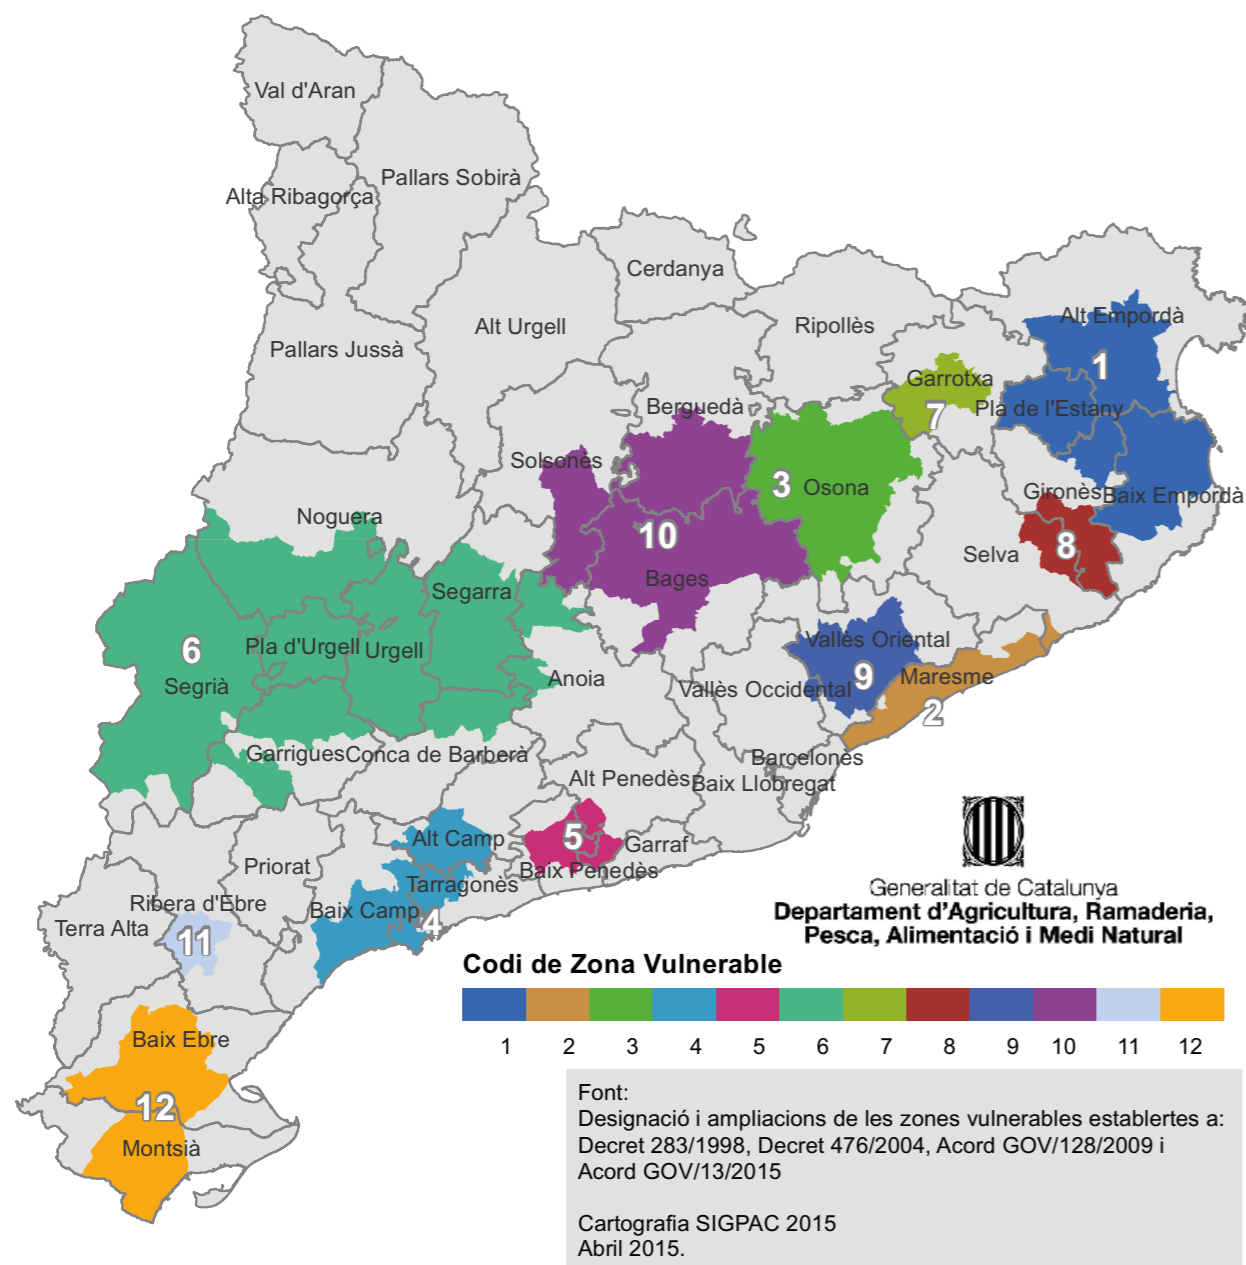 Val d'Aran
Pallars Sobirà
Alta Ribagorça
Cerdanya
Alt Urgell
Ripollès
Alt Empordà
Pallars Jussà
1
Garrotxa
Berguedà
7
Pla de l'Estany
Solsonès
3
Osona
Gironès
Baix Empordà
Noguera
10
8
Selva
Bages
Segarra
6
Pla d'Urgell
Urgell
Vallès Oriental
Segrià
Anoia
Vallès Occidental
9
Maresme
2
Garrigues
Conca de Barberà
Barcelonès
Alt Penedès
Baix Llobregat
Alt Camp
5
Garraf
Priorat
Baix Penedès
Tarragonès
Ribera d'Ebre
Baix Camp
4
Terra Alta
11
Baix Ebre
12
Montsià
Generalitat de Catalunya
Departament d'Agricultura, Ramaderia,
Pesca, Alimentació i Medi Natural
Codi de Zona Vulnerable
1 2 3 4 5 6 7 8 9 10 11 12
Font:
Designació i ampliacions de les zones vulnerables establertes a:
Decret 283/1998, Decret 476/2004, Acord GOV/128/2009 i
Acord GOV/13/2015
Cartografia SIGPAC 2015
Abril 2015.